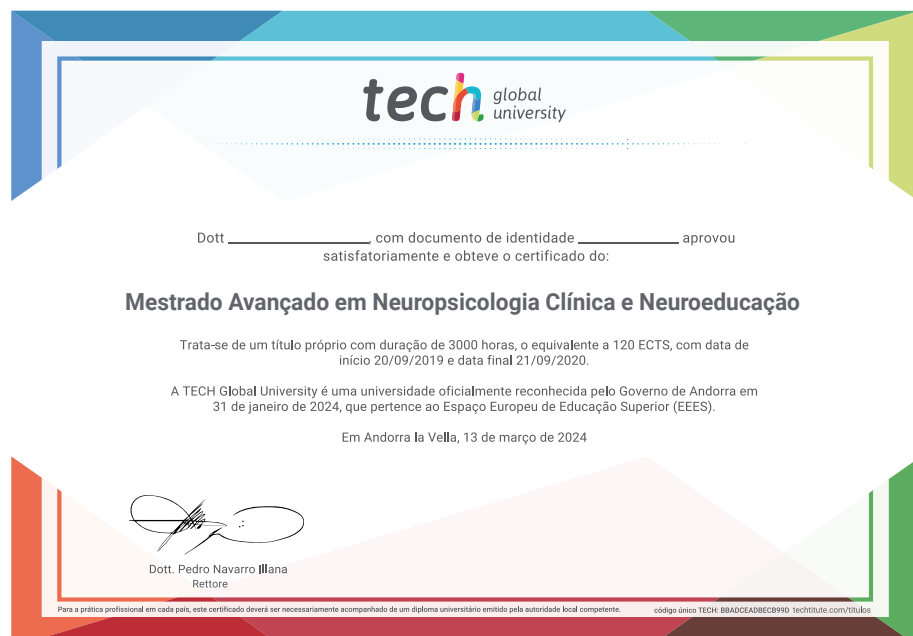 tech global university
Dott ____________, com documento de identidade ____________ aprovou
satisfatoriamente e obteve o certificado do:
Mestrado Avançado em Neuropsicologia Clínica e Neuroeducação
Trata-se de um título próprio com duração de 3000 horas, o equivalente a 120 ECTS, com data de
início 20/09/2019 e data final 21/09/2020.
A TECH Global University é uma universidade oficialmente reconhecida pelo Governo de Andorra em
31 de janeiro de 2024, que pertence ao Espaço Europeu de Educação Superior (EEES).
Em Andorra la Vella, 13 de março de 2024
Dott. Pedro Navarro Illana
Rettore
Para a prática profissional em cada país, este certificado deverá ser necessariamente acompanhado de um diploma universitário emitido pela autoridade local competente.
código único TECH: BBADCEADBECB99D techtitute.com/titulos